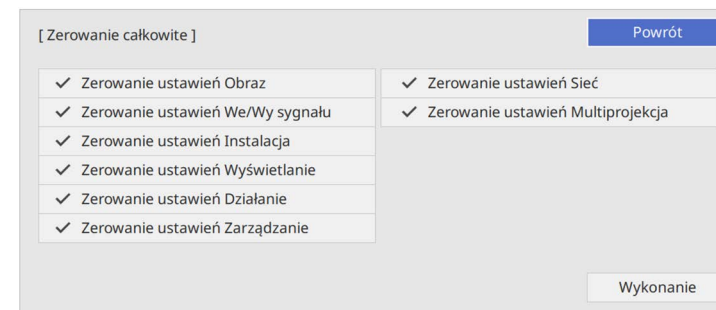 [ Zerowanie całkowite ]
Powrót
Zerowanie ustawień Obraz
Zerowanie ustawień We/Wy sygnału
Zerowanie ustawień Instalacja
Zerowanie ustawień Wyświetlanie
Zerowanie ustawień Działanie
Zerowanie ustawień Zarządzanie
Zerowanie ustawień Sieć
Zerowanie ustawień Multiprojekcja
Wykonanie